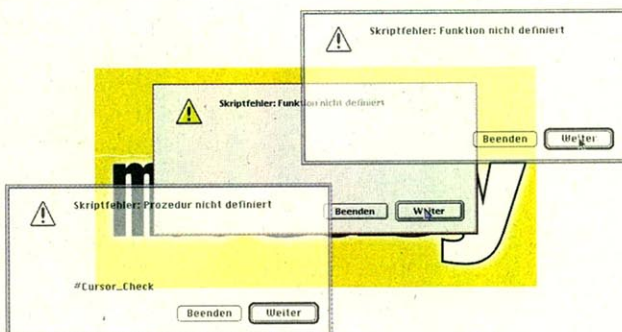 Skriptfehler: Funktion nicht definiert
Beenden Weiter
Skriptfehler: Funktion nicht definiert
Beenden Weiter
Skriptfehler: Prozedur nicht definiert
#Cursor_Check
Beenden Weiter
m
y